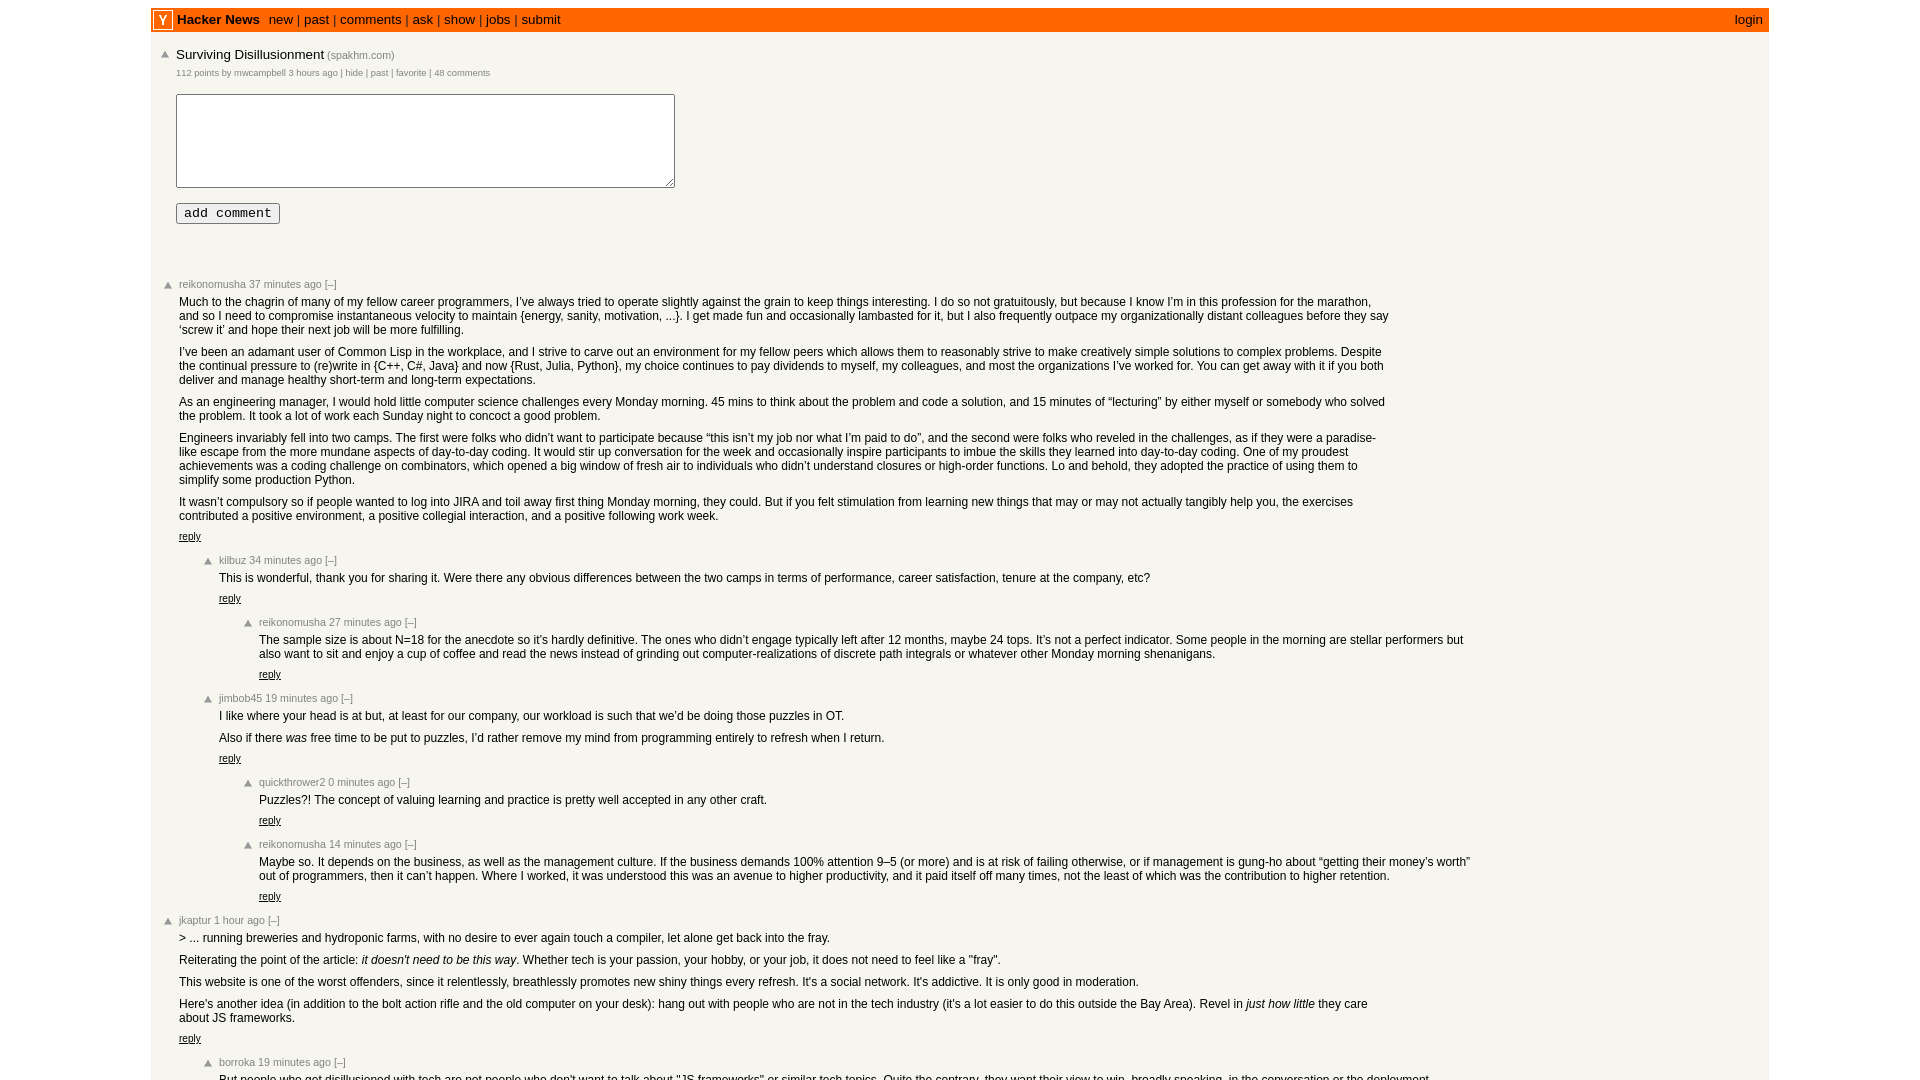 Y Hacker News new | past | comments | ask | show | jobs | submit login
Surviving Disillusionment (spakhm.com)
112 points by mwcampbell 3 hours ago | hide | past | favorite | 48 comments
add comment
reikonomusha 37 minutes ago [–]
Much to the chagrin of many of my fellow career programmers, I’ve always tried to operate slightly against the grain to keep things interesting. I do so not gratuitously, but because I know I’m in this profession for the marathon,
and so I need to compromise instantaneous velocity to maintain {energy, sanity, motivation, ...}. I get made fun and occasionally lambasted for it, but I also frequently outpace my organizationally distant colleagues before they say
‘screw it’ and hope their next job will be more fulfilling.
I’ve been an adamant user of Common Lisp in the workplace, and I strive to carve out an environment for my fellow peers which allows them to reasonably strive to make creatively simple solutions to complex problems. Despite
the continual pressure to (re)write in {C++, C#, Java} and now {Rust, Julia, Python}, my choice continues to pay dividends to myself, my colleagues, and most the organizations I’ve worked for. You can get away with it if you both
deliver and manage healthy short-term and long-term expectations.
As an engineering manager, I would hold little computer science challenges every Monday morning. 45 mins to think about the problem and code a solution, and 15 minutes of “lecturing” by either myself or somebody who solved
the problem. It took a lot of work each Sunday night to concoct a good problem.
Engineers invariably fell into two camps. The first were folks who didn’t want to participate because “this isn’t my job nor what I’m paid to do”, and the second were folks who reveled in the challenges, as if they were a paradise-
like escape from the more mundane aspects of day-to-day coding. It would stir up conversation for the week and occasionally inspire participants to imbue the skills they learned into day-to-day coding. One of my proudest
achievements was a coding challenge on combinators, which opened a big window of fresh air to individuals who didn’t understand closures or high-order functions. Lo and behold, they adopted the practice of using them to
simplify some production Python.
It wasn’t compulsory so if people wanted to log into JIRA and toil away first thing Monday morning, they could. But if you felt stimulation from learning new things that may or may not actually tangibly help you, the exercises
contributed a positive environment, a positive collegial interaction, and a positive following work week.
reply
kilbuz 34 minutes ago [–]
This is wonderful, thank you for sharing it. Were there any obvious differences between the two camps in terms of performance, career satisfaction, tenure at the company, etc?
reply
reikonomusha 27 minutes ago [–]
The sample size is about N=18 for the anecdote so it’s hardly definitive. The ones who didn’t engage typically left after 12 months, maybe 24 tops. It’s not a perfect indicator. Some people in the morning are stellar performers but
also want to sit and enjoy a cup of coffee and read the news instead of grinding out computer-realizations of discrete path integrals or whatever other Monday morning shenanigans.
reply
jimbob45 19 minutes ago [–]
I like where your head is at but, at least for our company, our workload is such that we’d be doing those puzzles in OT.
Also if there was free time to be put to puzzles, I’d rather remove my mind from programming entirely to refresh when I return.
reply
quickthrower2 0 minutes ago [–]
Puzzles?! The concept of valuing learning and practice is pretty well accepted in any other craft.
reply
reikonomusha 14 minutes ago [–]
Maybe so. It depends on the business, as well as the management culture. If the business demands 100% attention 9–5 (or more) and is at risk of failing otherwise, or if management is gung-ho about “getting their money’s worth”
out of programmers, then it can’t happen. Where I worked, it was understood this was an avenue to higher productivity, and it paid itself off many times, not the least of which was the contribution to higher retention.
reply
jkaptur 1 hour ago [–]
> ... running breweries and hydroponic farms, with no desire to ever again touch a compiler, let alone get back into the fray.
Reiterating the point of the article: it doesn't need to be this way. Whether tech is your passion, your hobby, or your job, it does not need to feel like a "fray".
This website is one of the worst offenders, since it relentlessly, breathlessly promotes new shiny things every refresh. It's a social network. It's addictive. It is only good in moderation.
Here's another idea (in addition to the bolt action rifle and the old computer on your desk): hang out with people who are not in the tech industry (it's a lot easier to do this outside the Bay Area). Revel in just how little they care
about JS frameworks.
reply
borroka 19 minutes ago [–]
But people who get disillusioned with tech are not people who don't want to talk about "JS frameworks" or similar tech topics. Quite the contrary, they want their view to win, broadly speaking, in the conversation or the deployment